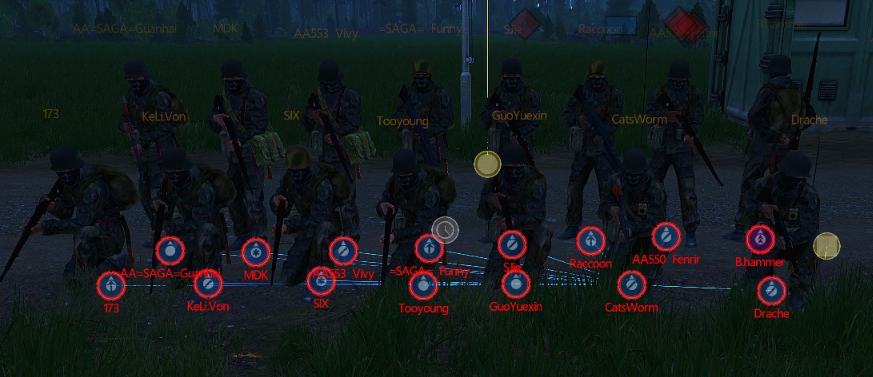 AA=SAGA=Guanhai MDK AA553 Vivy =SAGA= Funny Raccoon
173 KeLi.Von SIX Tooyoung GuoYuexin CatsWorm Drache
AA=SAGA=Guanhai MDK AA553 Vivy =SAGA= Funny Raccoon AA550 Fenrir B.hammer
173 KeLi.Von SIX Tooyoung GuoYuexin CatsWorm Drache